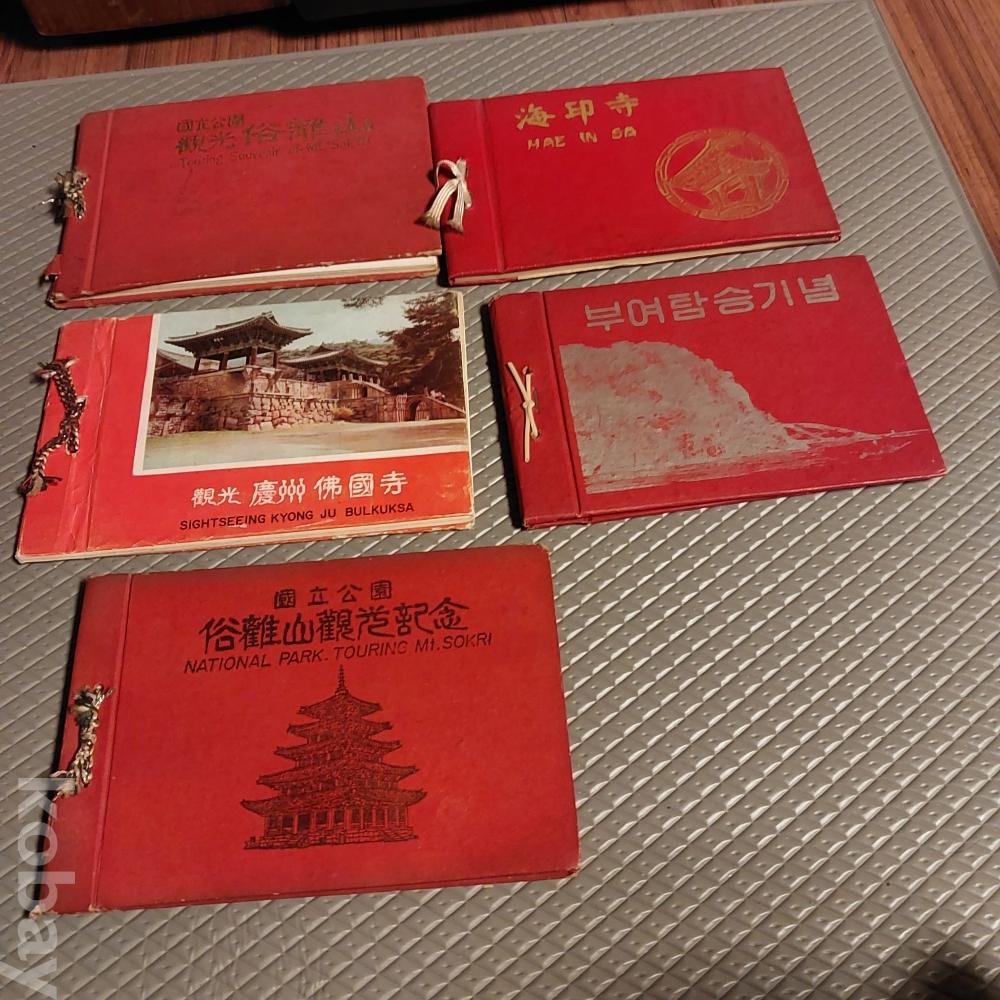 國立公園
觀光 俗離山
Touring Souvenir of Mt. Sok Ri
海印寺
HAE IN SA
觀光 慶州 佛國寺
SIGHTSEEING KYONG JU BULKUKSA
부여탐승기념
國立公園
俗離山觀光記念
NATIONAL PARK. TOURING Mt. SOKRI
kobay